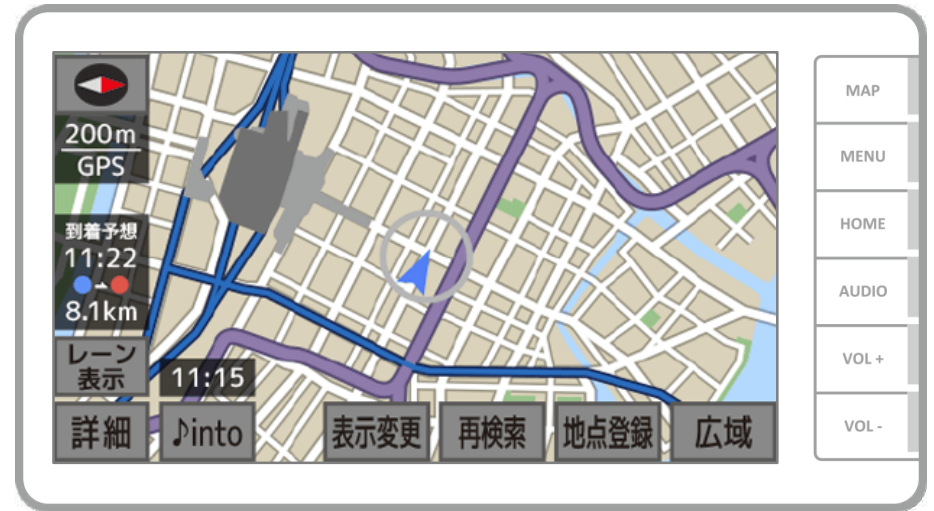 200m
GPS
到着予想
11:22
8.1km
レーン
表示
11:15
詳細
♪into
表示変更
再検索
地点登録
広域
MAP
MENU
HOME
AUDIO
VOL +
VOL -